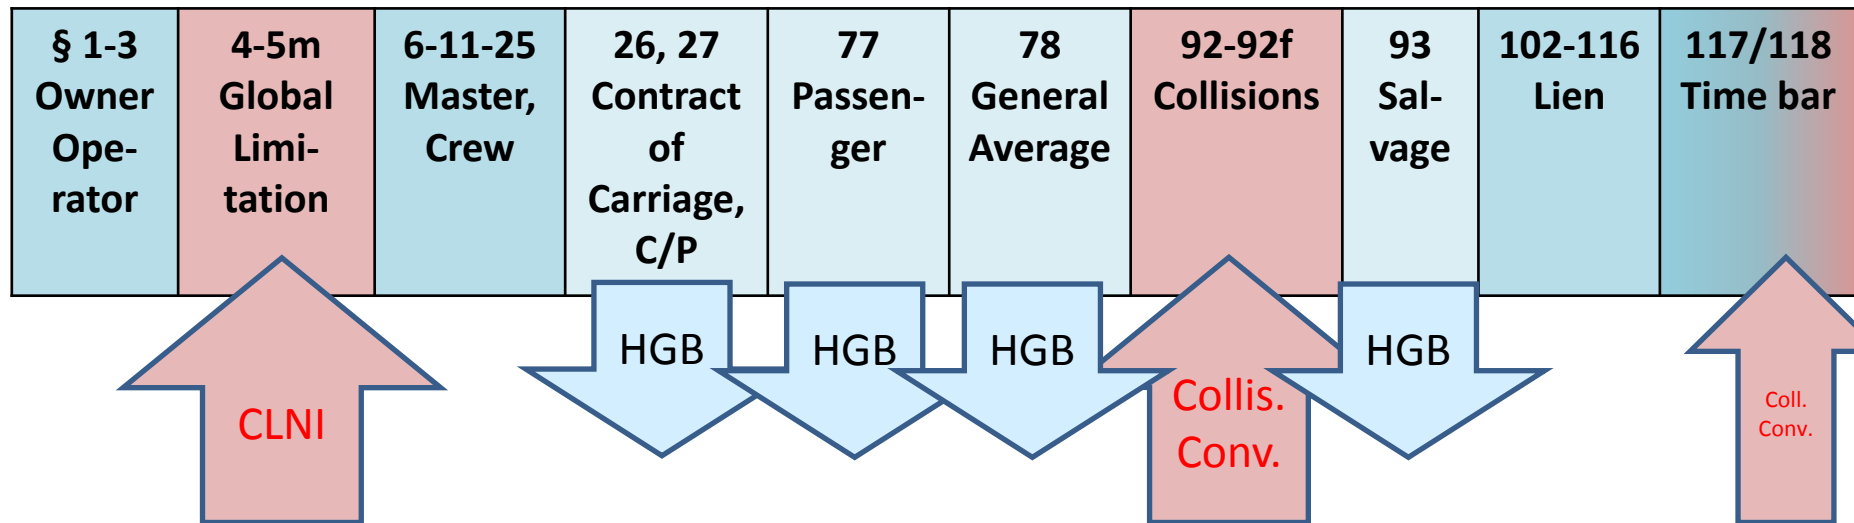 § 1-3
Owner
Ope-
rator
4-5m
Global
Limi-
tation
6-11-25
Master,
Crew
26, 27
Contract
of
Carriage,
C/P
77
Passen-
ger
78
General
Average
92-92f
Collisions
93
Sal-
vage
102-116
Lien
117/118
Time bar
CLNI
HGB
HGB
HGB
Collis.
Conv.
HGB
Coll.
Conv.